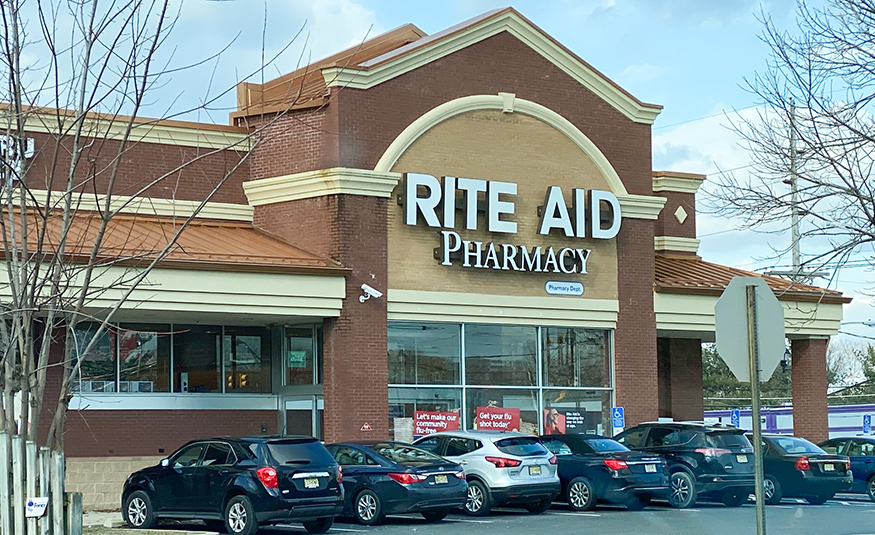 RITE AID
PHARMACY
Pharmacy Dept.
Let's make our
community
flu-free
Get your flu
shot today